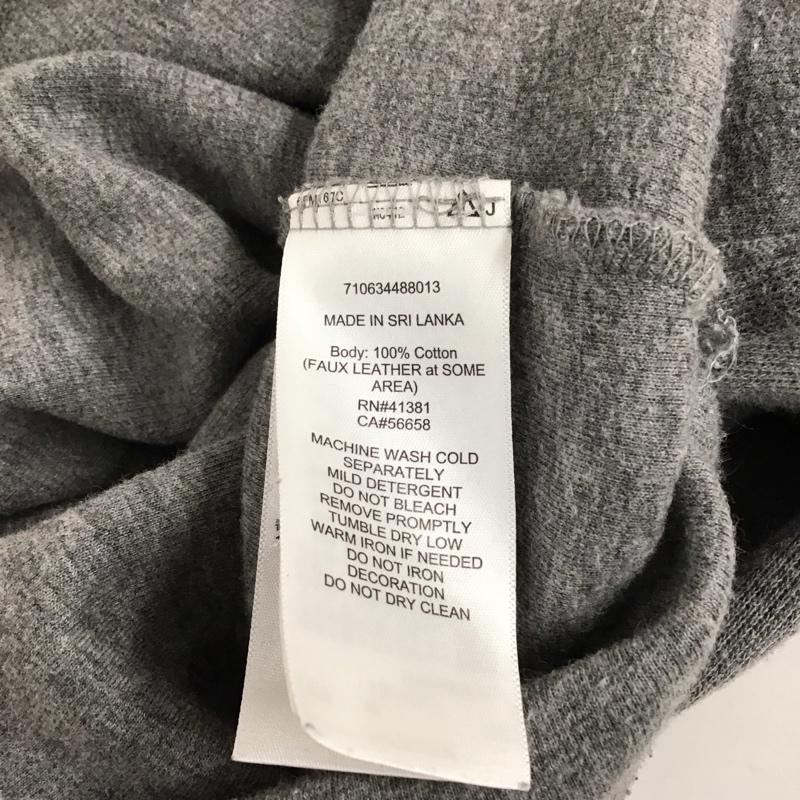 710634488013
MADE IN SRI LANKA
Body: 100% Cotton
(FAUX LEATHER at SOME
AREA)
RN#41381
CA#56658
MACHINE WASH COLD
SEPARATELY
MILD DETERGENT
DO NOT BLEACH
REMOVE PROMPTLY
TUMBLE DRY LOW
WARM IRON IF NEEDED
DO NOT IRON
DECORATION
DO NOT DRY CLEAN